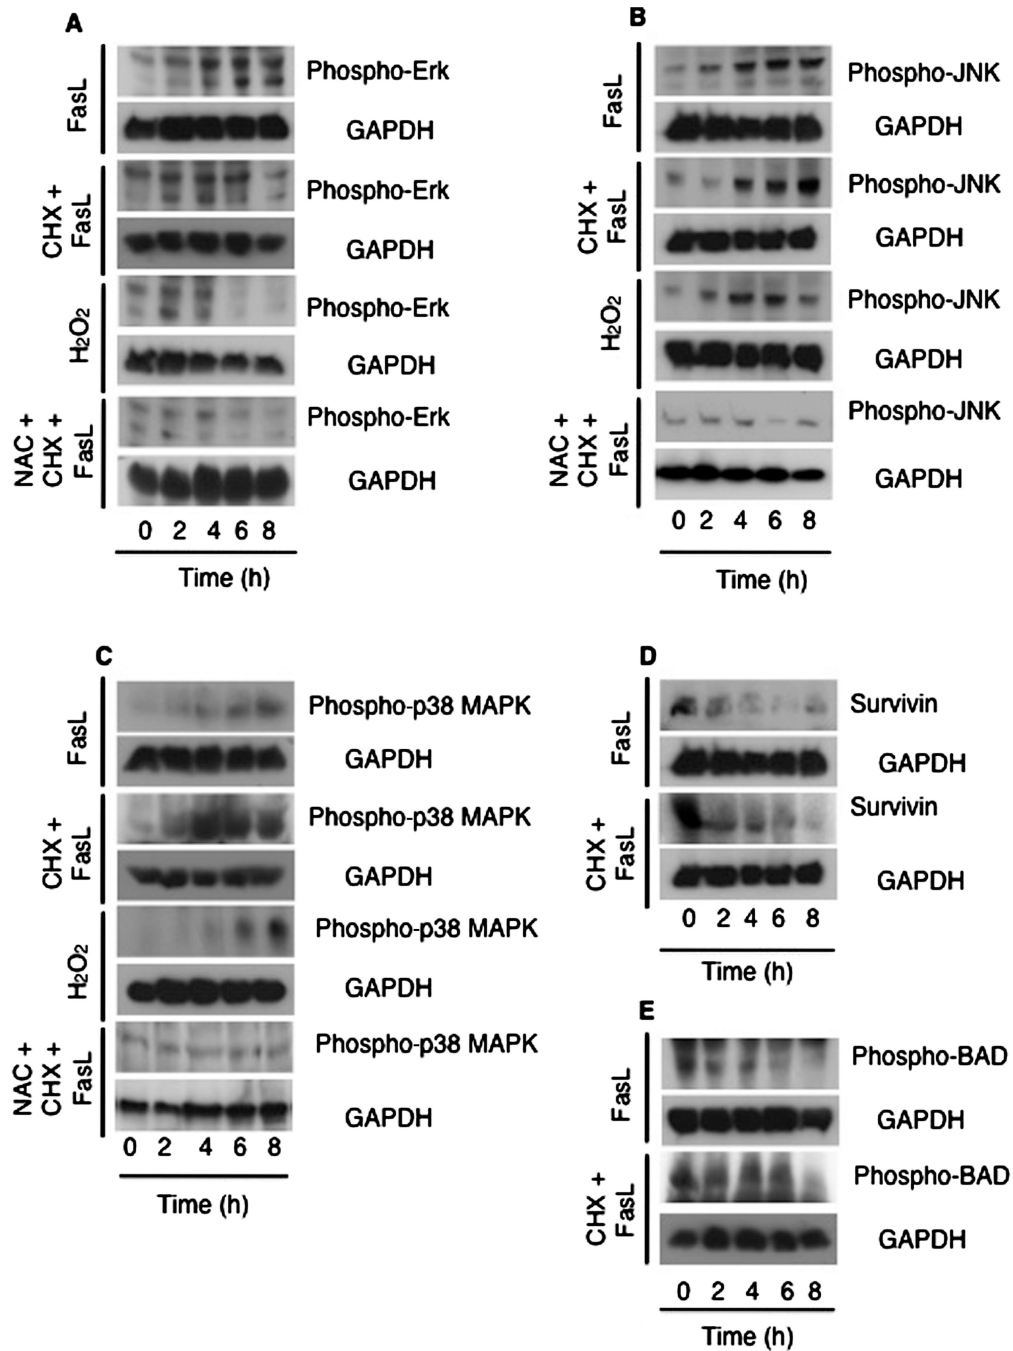 A
FasL
Phospho-Erk
GAPDH
CHX +
FasL
Phospho-Erk
GAPDH
H2O2
Phospho-Erk
GAPDH
NAC +
CHX +
FasL
Phospho-Erk
GAPDH
0 2 4 6 8
Time (h)
B
FasL
Phospho-JNK
GAPDH
CHX +
FasL
Phospho-JNK
GAPDH
H2O2
Phospho-JNK
GAPDH
NAC +
CHX +
FasL
Phospho-JNK
GAPDH
0 2 4 6 8
Time (h)
C
FasL
Phospho-p38 MAPK
GAPDH
CHX +
FasL
Phospho-p38 MAPK
GAPDH
H2O2
Phospho-p38 MAPK
GAPDH
NAC +
CHX +
FasL
Phospho-p38 MAPK
GAPDH
0 2 4 6 8
Time (h)
D
FasL
Survivin
GAPDH
CHX +
FasL
Survivin
GAPDH
0 2 4 6 8
Time (h)
E
FasL
Phospho-BAD
GAPDH
CHX +
FasL
Phospho-BAD
GAPDH
0 2 4 6 8
Time (h)